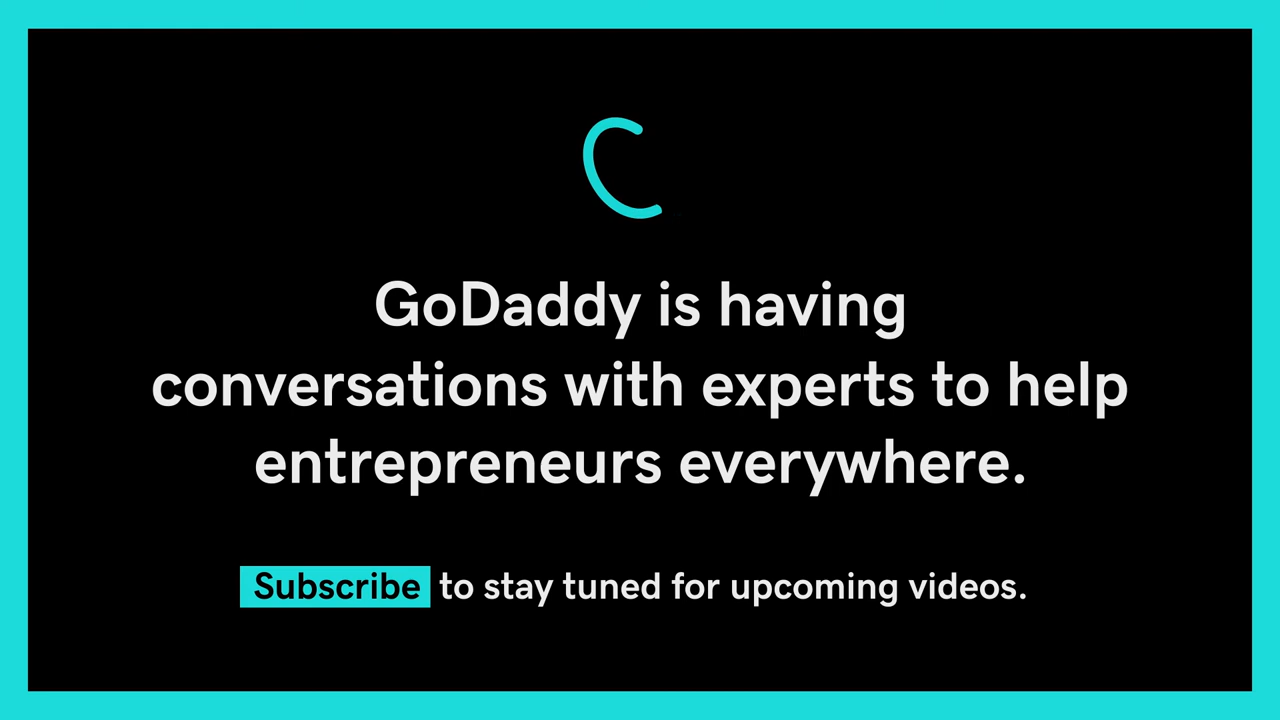 GoDaddy is having
conversations with experts to help
entrepreneurs everywhere.
Subscribe to stay tuned for upcoming videos.